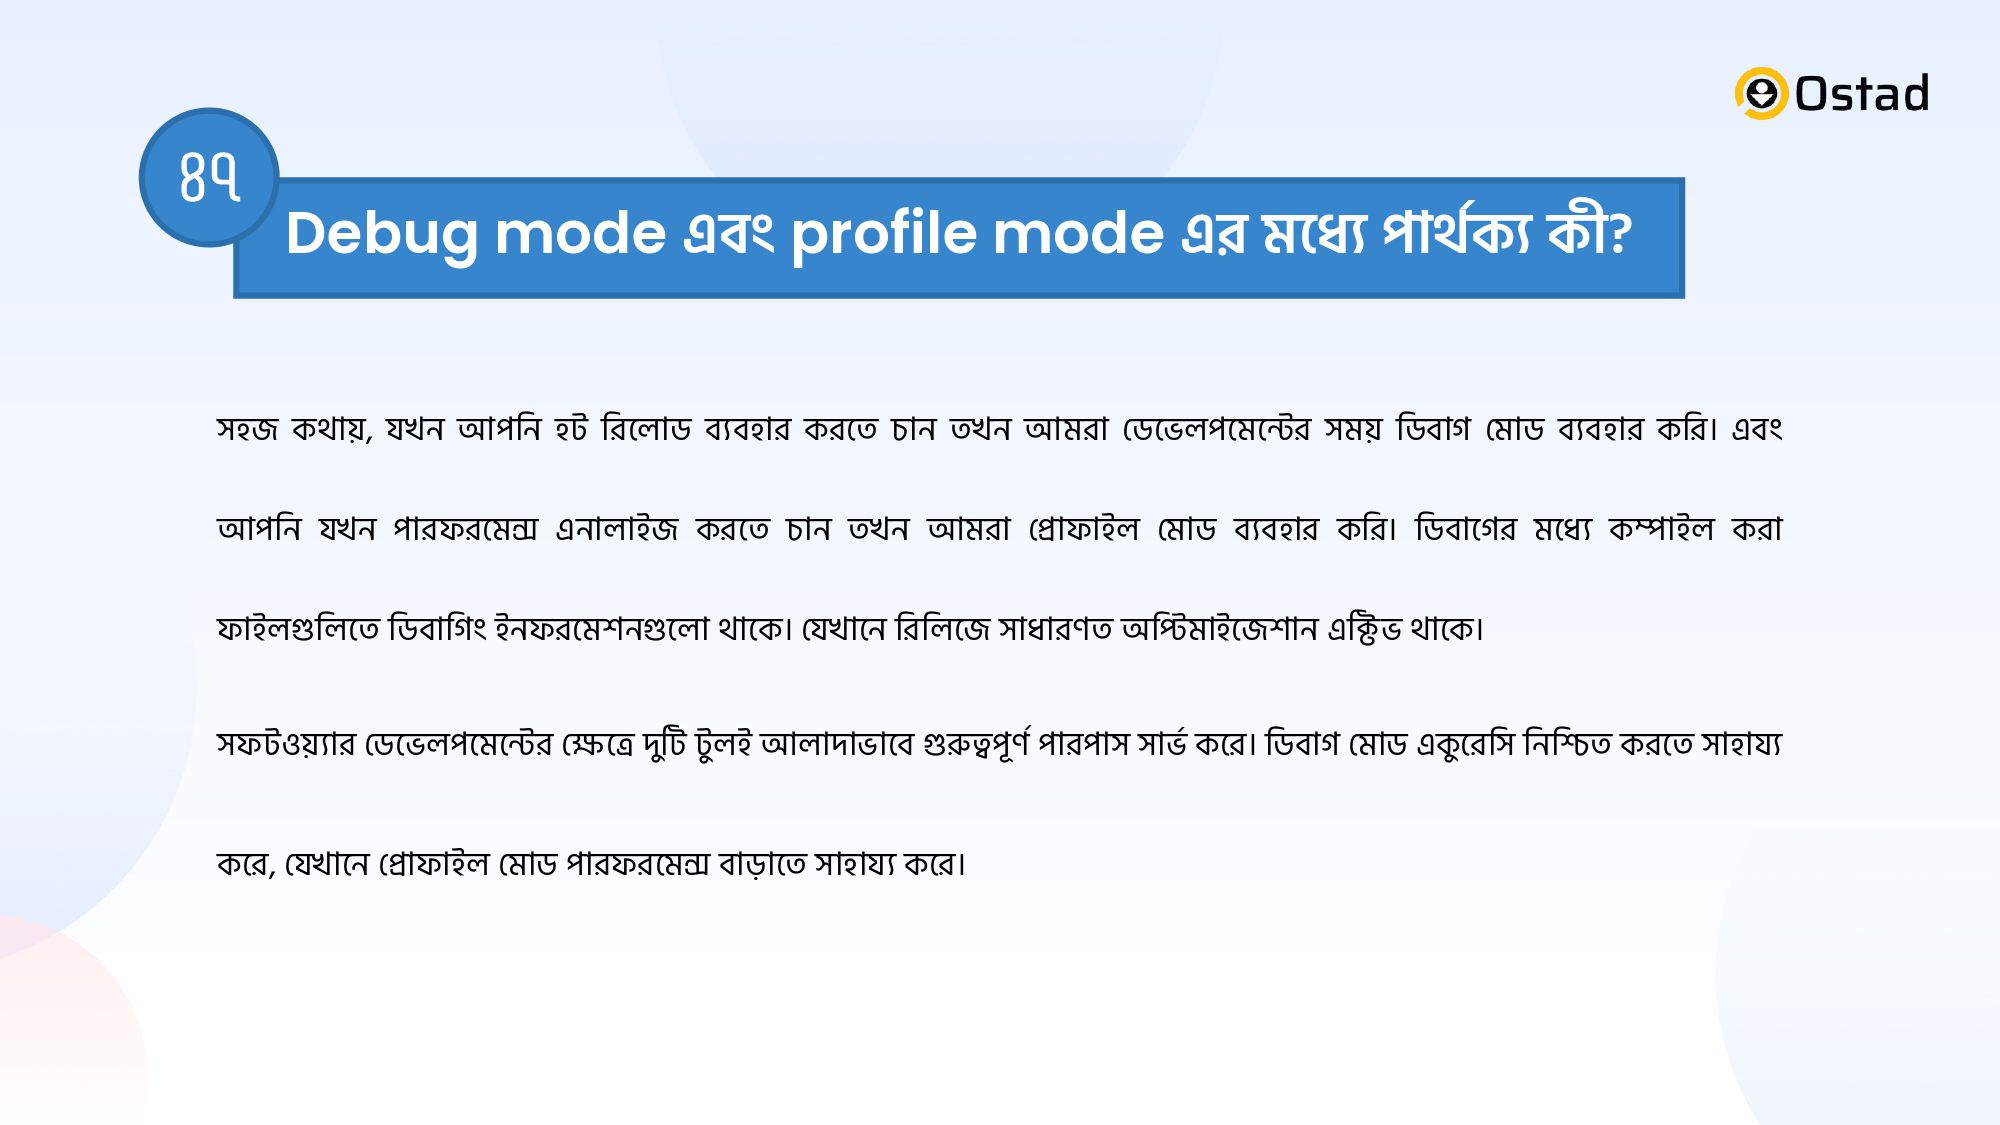 Ostad
৪৭
Debug mode এবং profile mode এর মধ্যে পার্থক্য কী?
সহজ কথায়, যখন আপনি হট রিলোড ব্যবহার করতে চান তখন আমরা ডেভেলপমেন্টের সময় ডিবাগ মোড ব্যবহার করি। এবং
আপনি যখন পারফরমেন্স এনালাইজ করতে চান তখন আমরা প্রোফাইল মোড ব্যবহার করি। ডিবাগের মধ্যে কম্পাইল করা
ফাইলগুলিতে ডিবাগিং ইনফরমেশনগুলো থাকে। যেখানে রিলিজে সাধারণত অপ্টিমাইজেশান এক্টিভ থাকে।
সফটওয়্যার ডেভেলপমেন্টের ক্ষেত্রে দুটি টুলই আলাদাভাবে গুরুত্বপূর্ণ পারপাস সার্ভ করে। ডিবাগ মোড একুরেসি নিশ্চিত করতে সাহায্য
করে, যেখানে প্রোফাইল মোড পারফরমেন্স বাড়াতে সাহায্য করে।